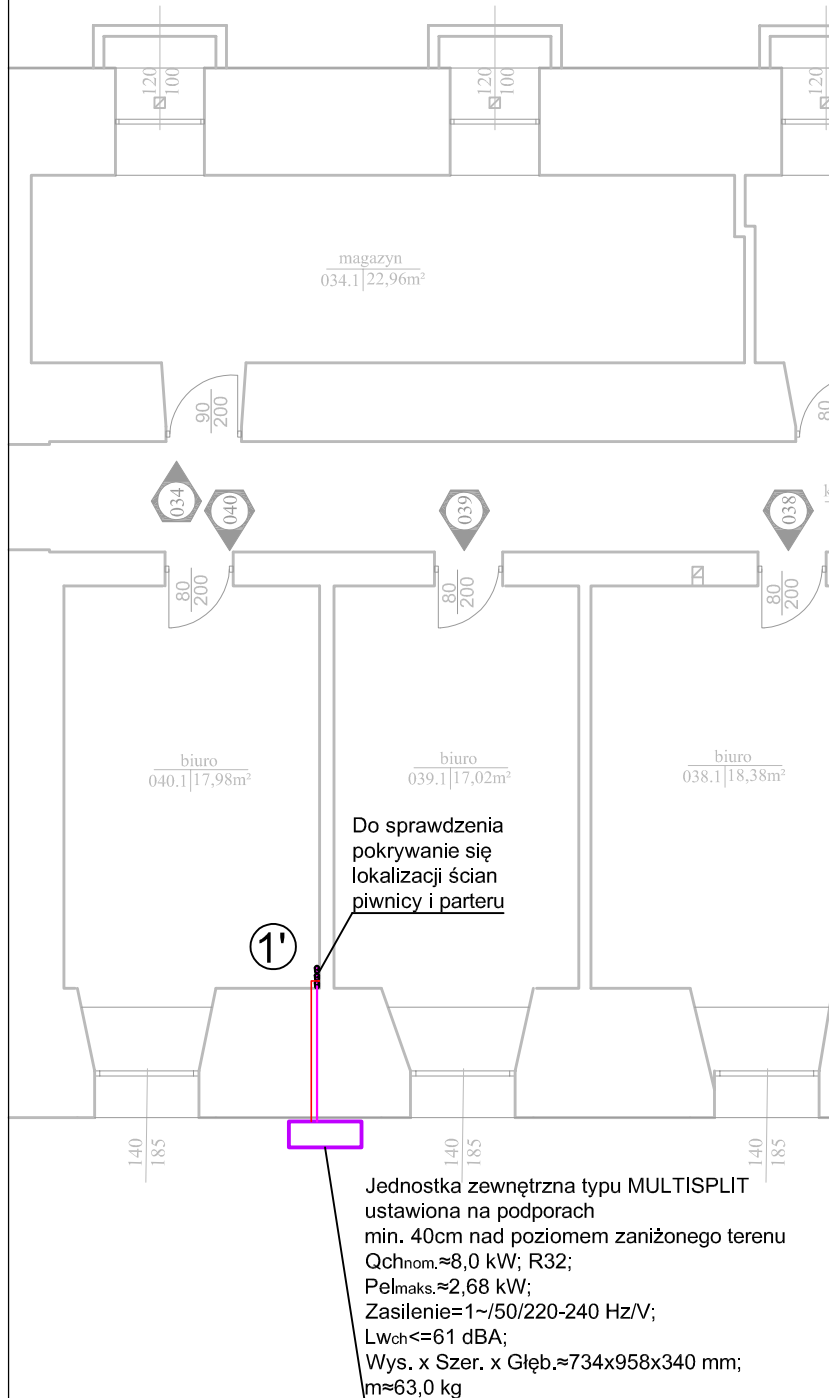 120
100
120
100
120
magazyn
034.1 22,96m²
90
200
80
034
040
039
038
k
80
200
80
200
80
200
biuro
040.1 17,98m²
biuro
039.1 17,02m²
biuro
038.1 18,38m²
Do sprawdzenia
pokrywanie się
lokalizacji ścian
piwnicy i parteru
1'
140
185
140
185
140
185
Jednostka zewnętrzna typu MULTISPLIT
ustawiona na podporach
min. 40cm nad poziomem zaniżonego terenu
Qchnom.≈8,0 kW; R32;
Pelmaks.≈2,68 kW;
Zasilenie=1~/50/220-240 Hz/V;
Lwch<=61 dBA;
Wys. x Szer. x Głęb.≈734x958x340 mm;
m≈63,0 kg